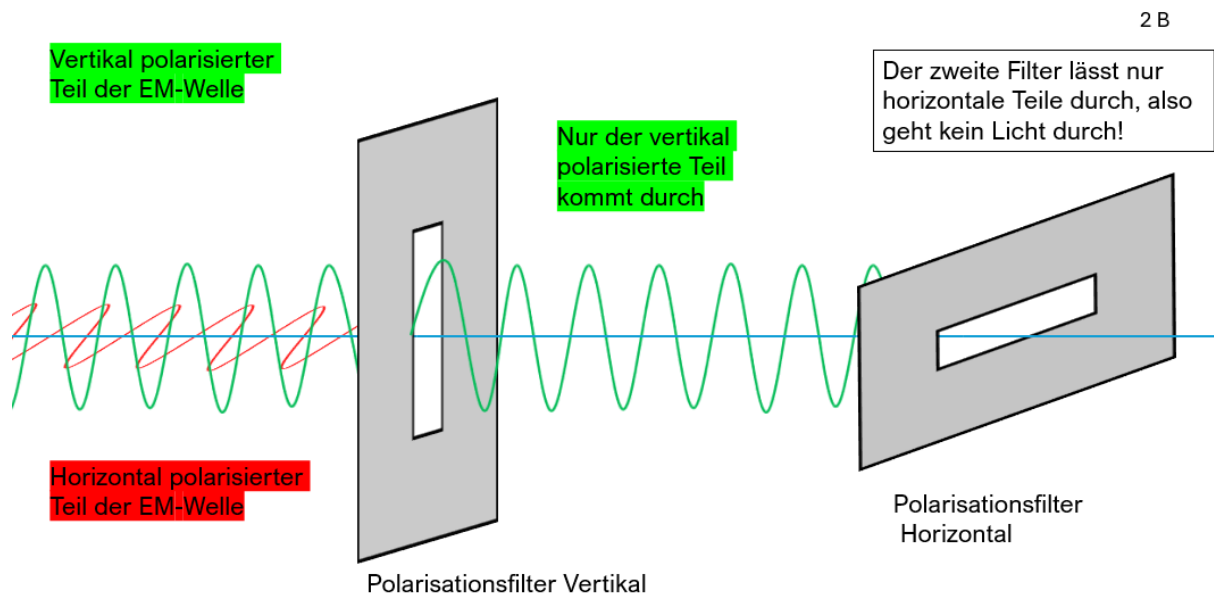 2 B
Vertikal polarisierter
Teil der EM-Welle
Der zweite Filter lässt nur
horizontale Teile durch, also
geht kein Licht durch!
Nur der vertikal
polarisierte Teil
kommt durch
Horizontal polarisierter
Teil der EM-Welle
Polarisationsfilter
Horizontal
Polarisationsfilter Vertikal